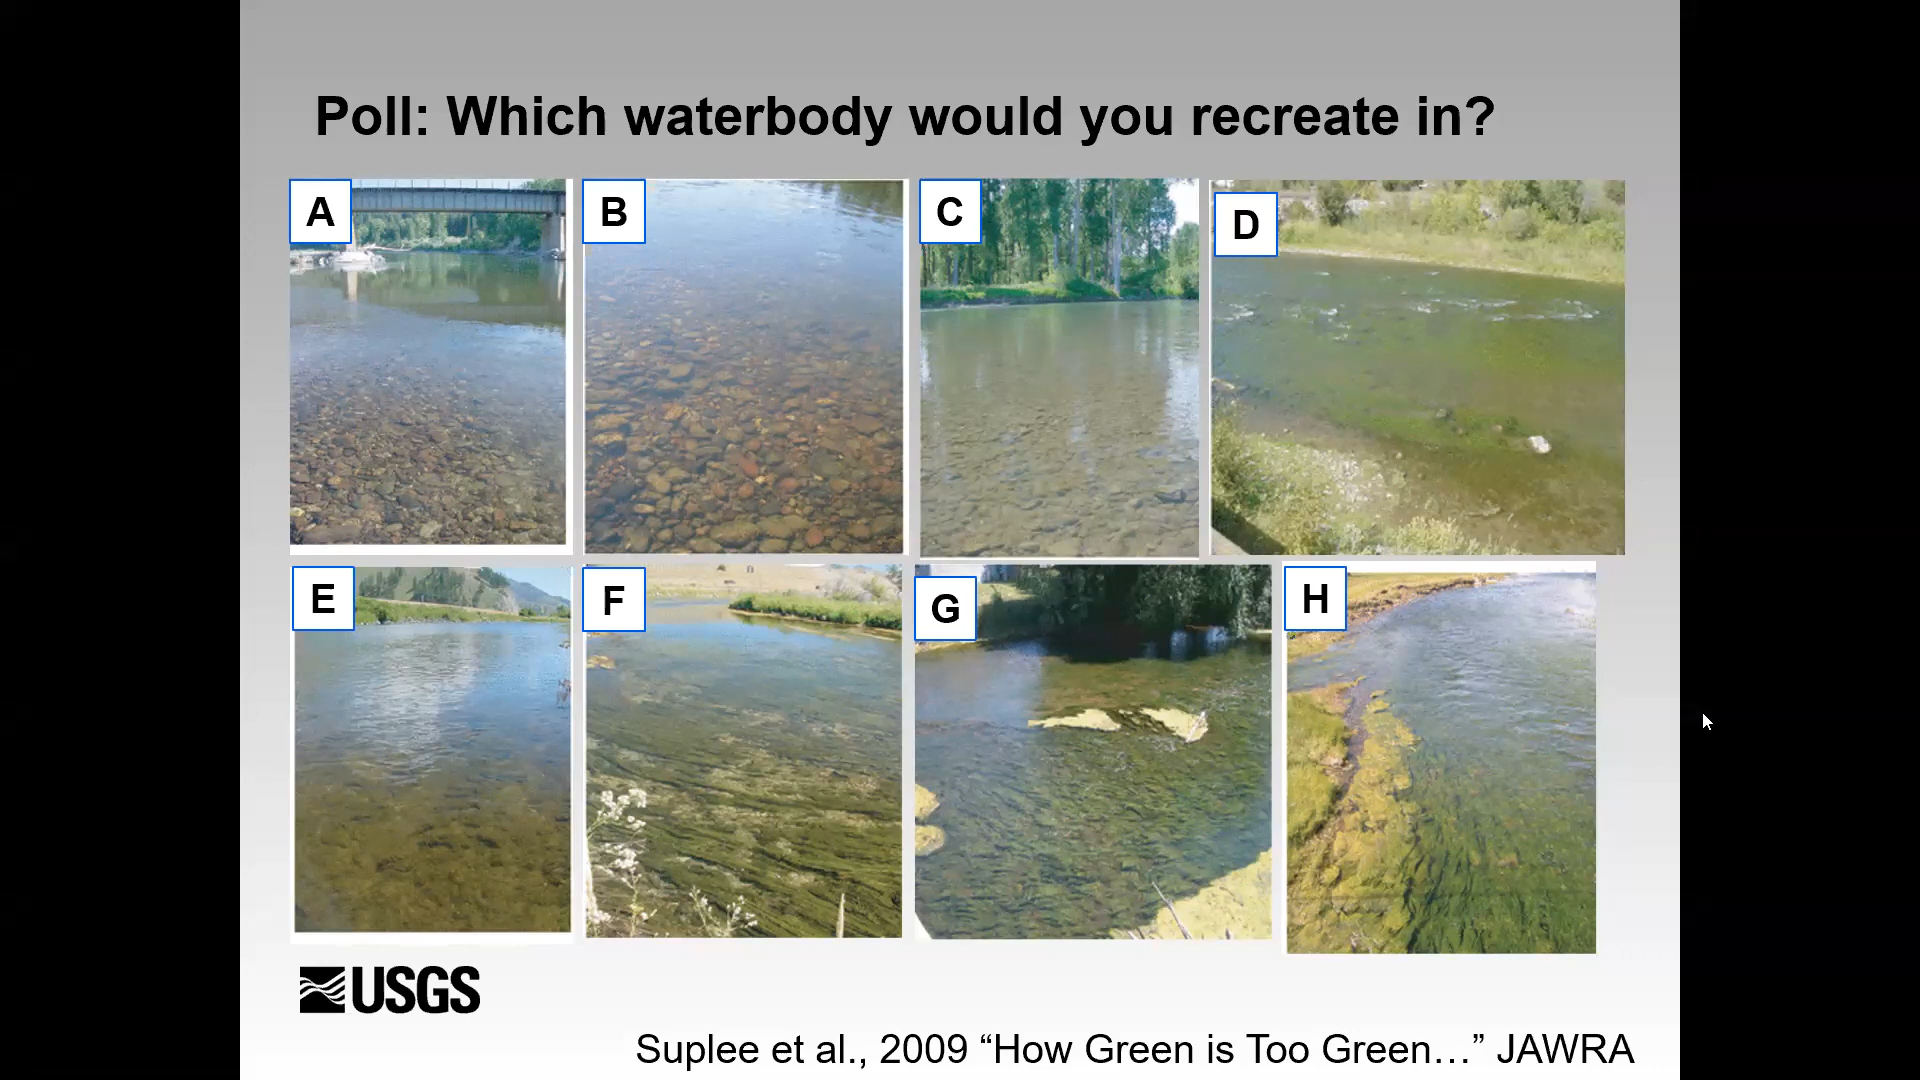 Poll: Which waterbody would you recreate in?
A
B
C
D
E
F
G
H
USGS
Suplee et al., 2009 “How Green is Too Green…” JAWRA